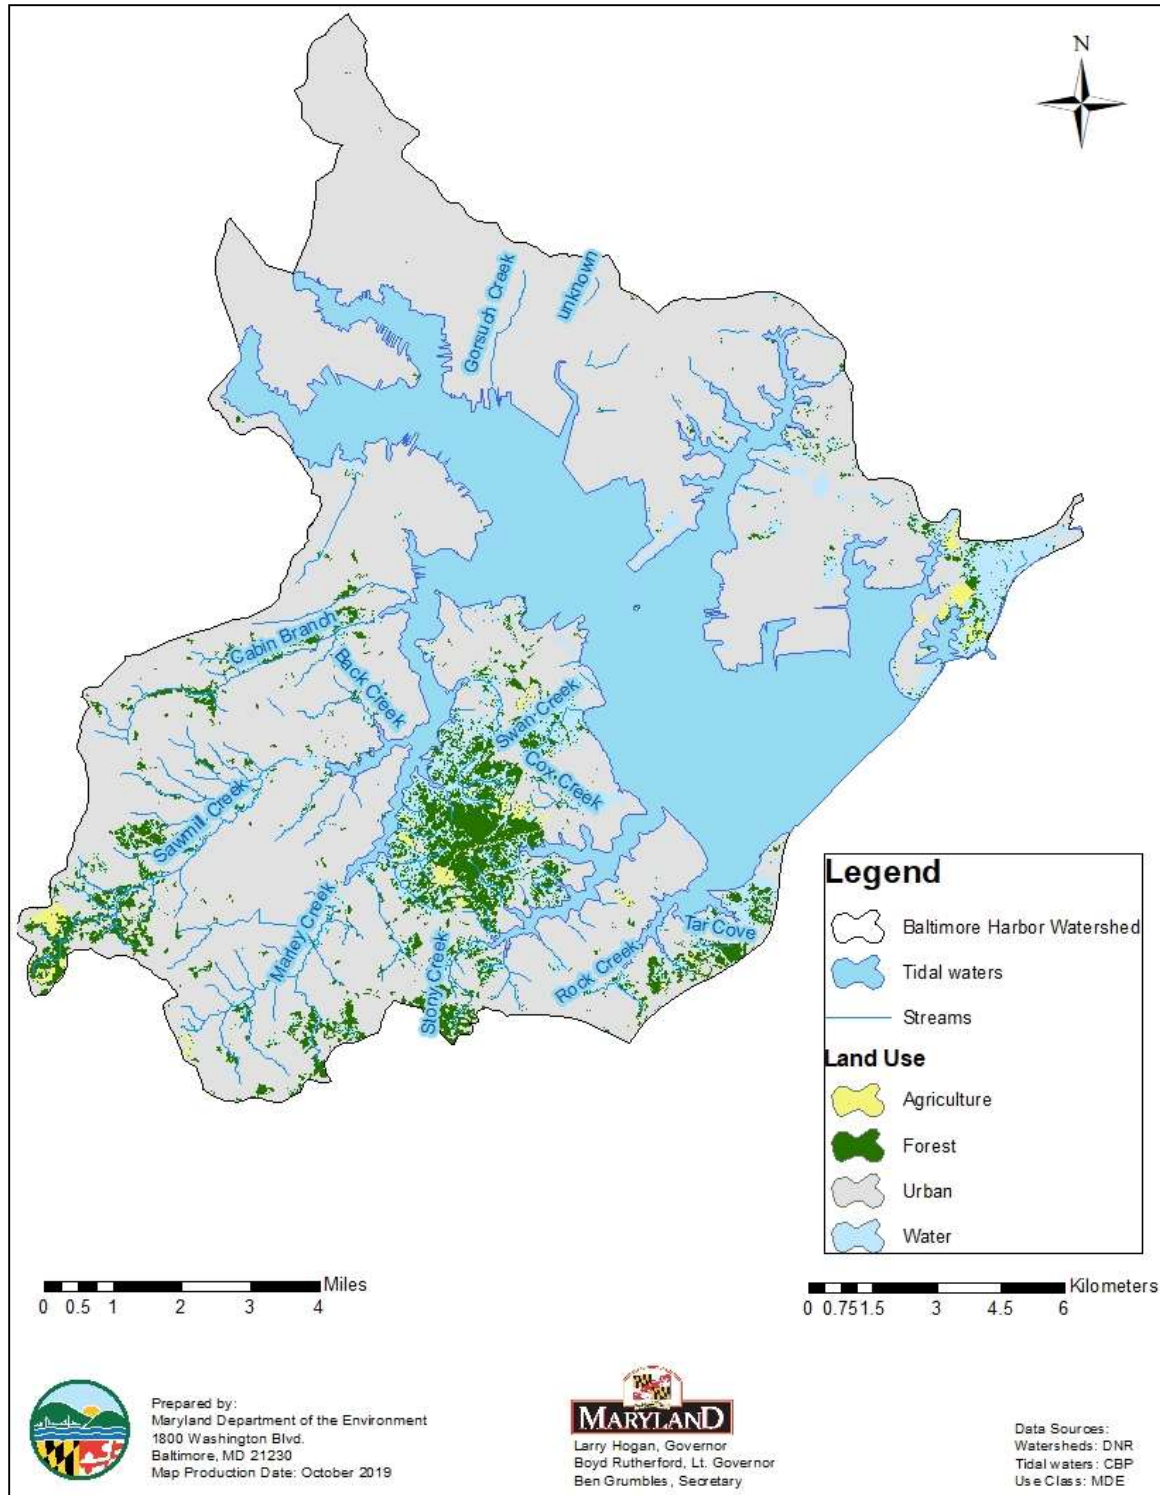 N
Gorsuch Creek
unknown
Cabin Branch
Back Creek
Swan Creek
Cox Creek
Sawmill Creek
Marley Creek
Stony Creek
Rock Creek
Tar Cove
Legend
Baltimore Harbor Watershed
Tidal waters
Streams
Land Use
Agriculture
Forest
Urban
Water
Miles
0 0.5 1 2 3 4
Kilometers
0 0.75 1.5 3 4.5 6
Prepared by:
Maryland Department of the Environment
1800 Washington Blvd.
Baltimore, MD 21230
Map Production Date: October 2019
MARYLAND
Larry Hogan, Governor
Boyd Rutherford, Lt. Governor
Ben Grumbles, Secretary
Data Sources:
Watersheds: DNR
Tidal waters: CBP
Use Class: MDE